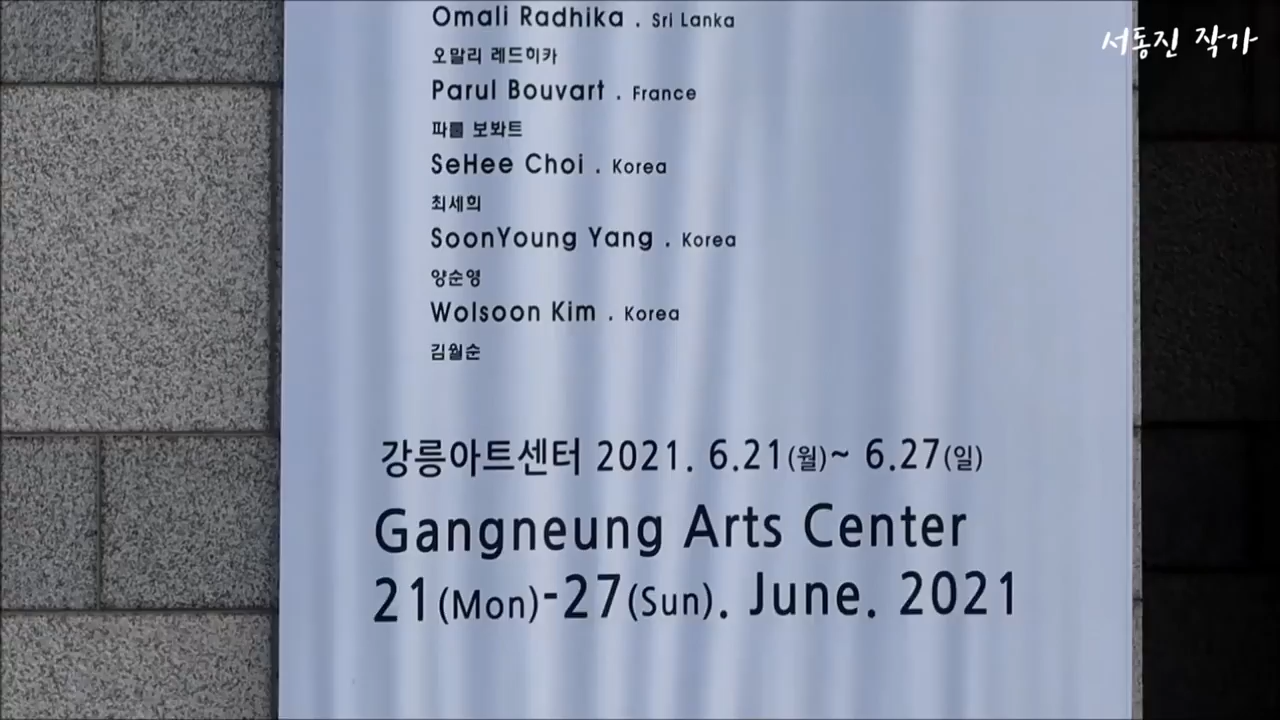 서동진 작가
Omali Radhika . Sri Lanka
오말리 레드히카
Parul Bouvart . France
파룰 보봐트
SeHee Choi . Korea
최세희
SoonYoung Yang . Korea
양순영
Wolsoon Kim . Korea
김월순
강릉아트센터 2021. 6.21(월)~ 6.27(일)
Gangneung Arts Center
21(Mon)-27(Sun). June. 2021